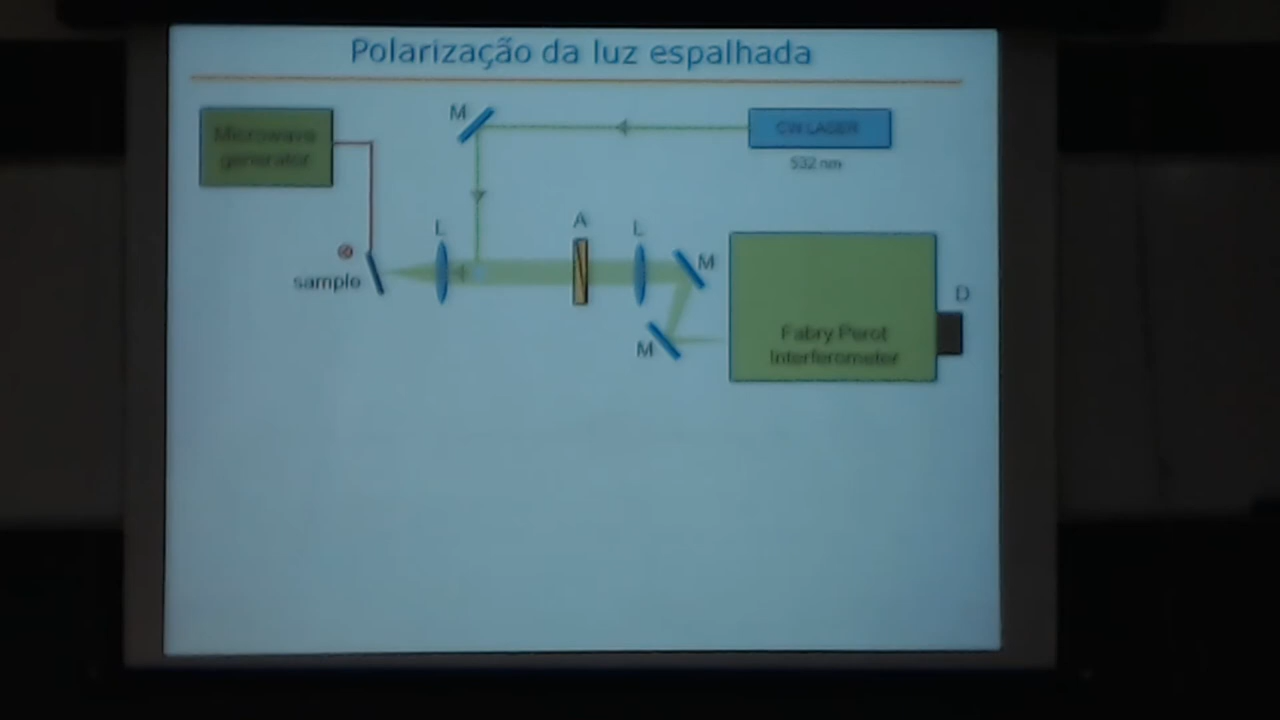 Polarização da luz espalhada
Microwave
generator
M
CW LASER
532 nm
L
A
L
M
sample
D
M
Fabry Perot
Interferometer